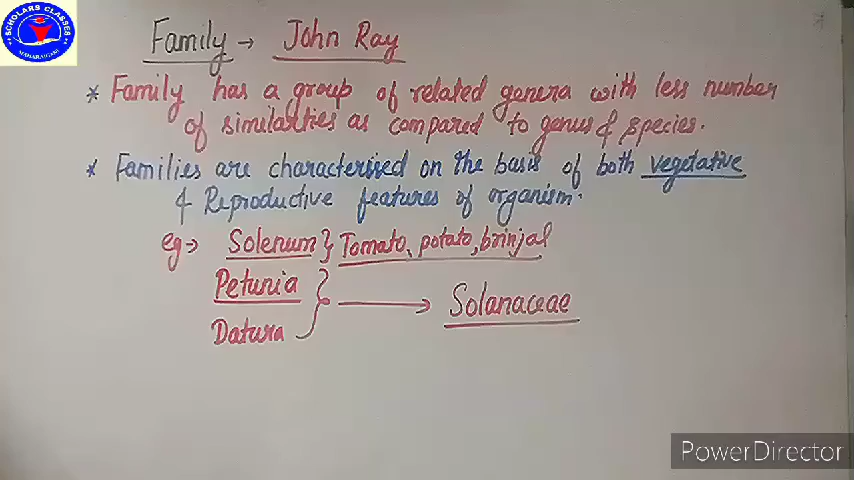 SCHOLARS CLASSES
Family → John Ray
* Family has a group of related genera with less number
of similarities as compared to genus & species.
* Families are characterised on the basis of both vegetative
& Reproductive features of organism.
eg → Solenum } Tomato, potato, brinjal
Petunia
Datura } → Solanaceae
PowerDirector